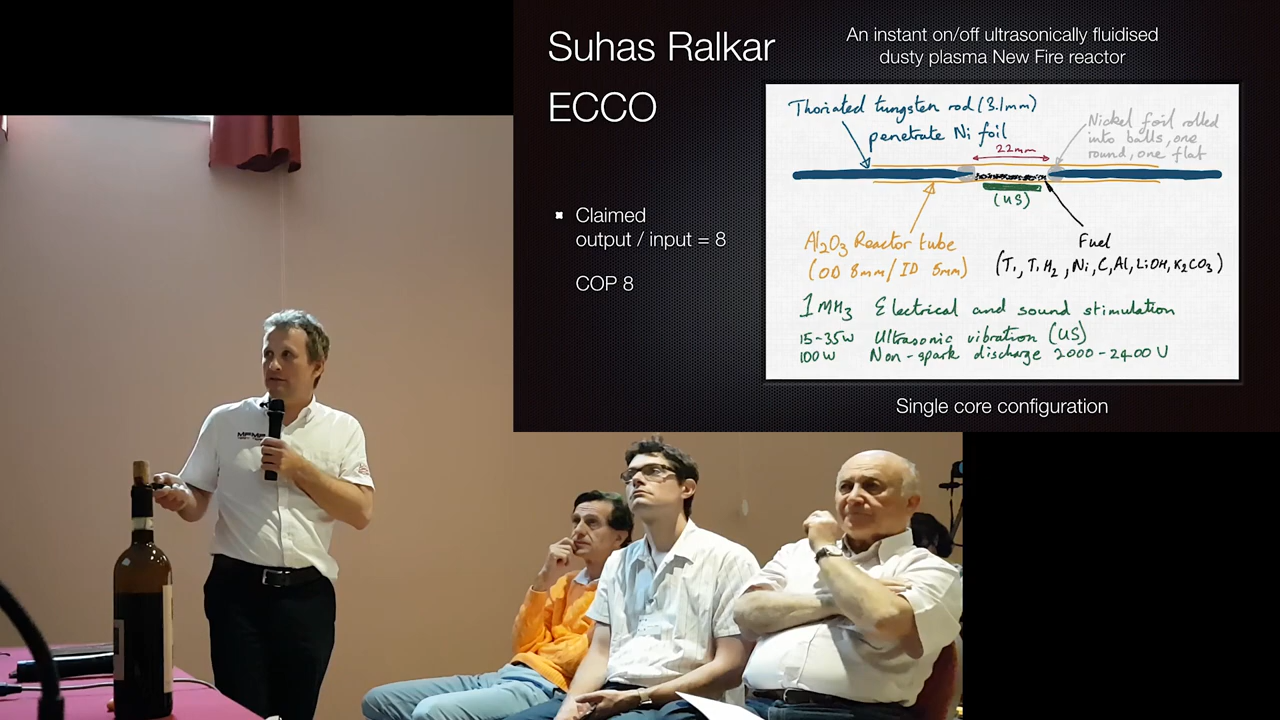 Suhas Ralkar
ECCO
An instant on/off ultrasonically fluidised
dusty plasma New Fire reactor
Claimed
output / input = 8
COP 8
Thoriated tungsten rod (3.1mm)
penetrate Ni foil
Nickel foil rolled
into balls, one
round, one flat
22mm
(US)
Al₂O₃ Reactor tube
(OD 8mm/ ID 5mm)
Fuel
(Ti, TiH₂, Ni, C, Al, LiOH, K₂CO₃)
1MHz Electrical and sound stimulation
15-35W Ultrasonic vibration (US)
100W Non-spark discharge 2000-2400 V
Single core configuration